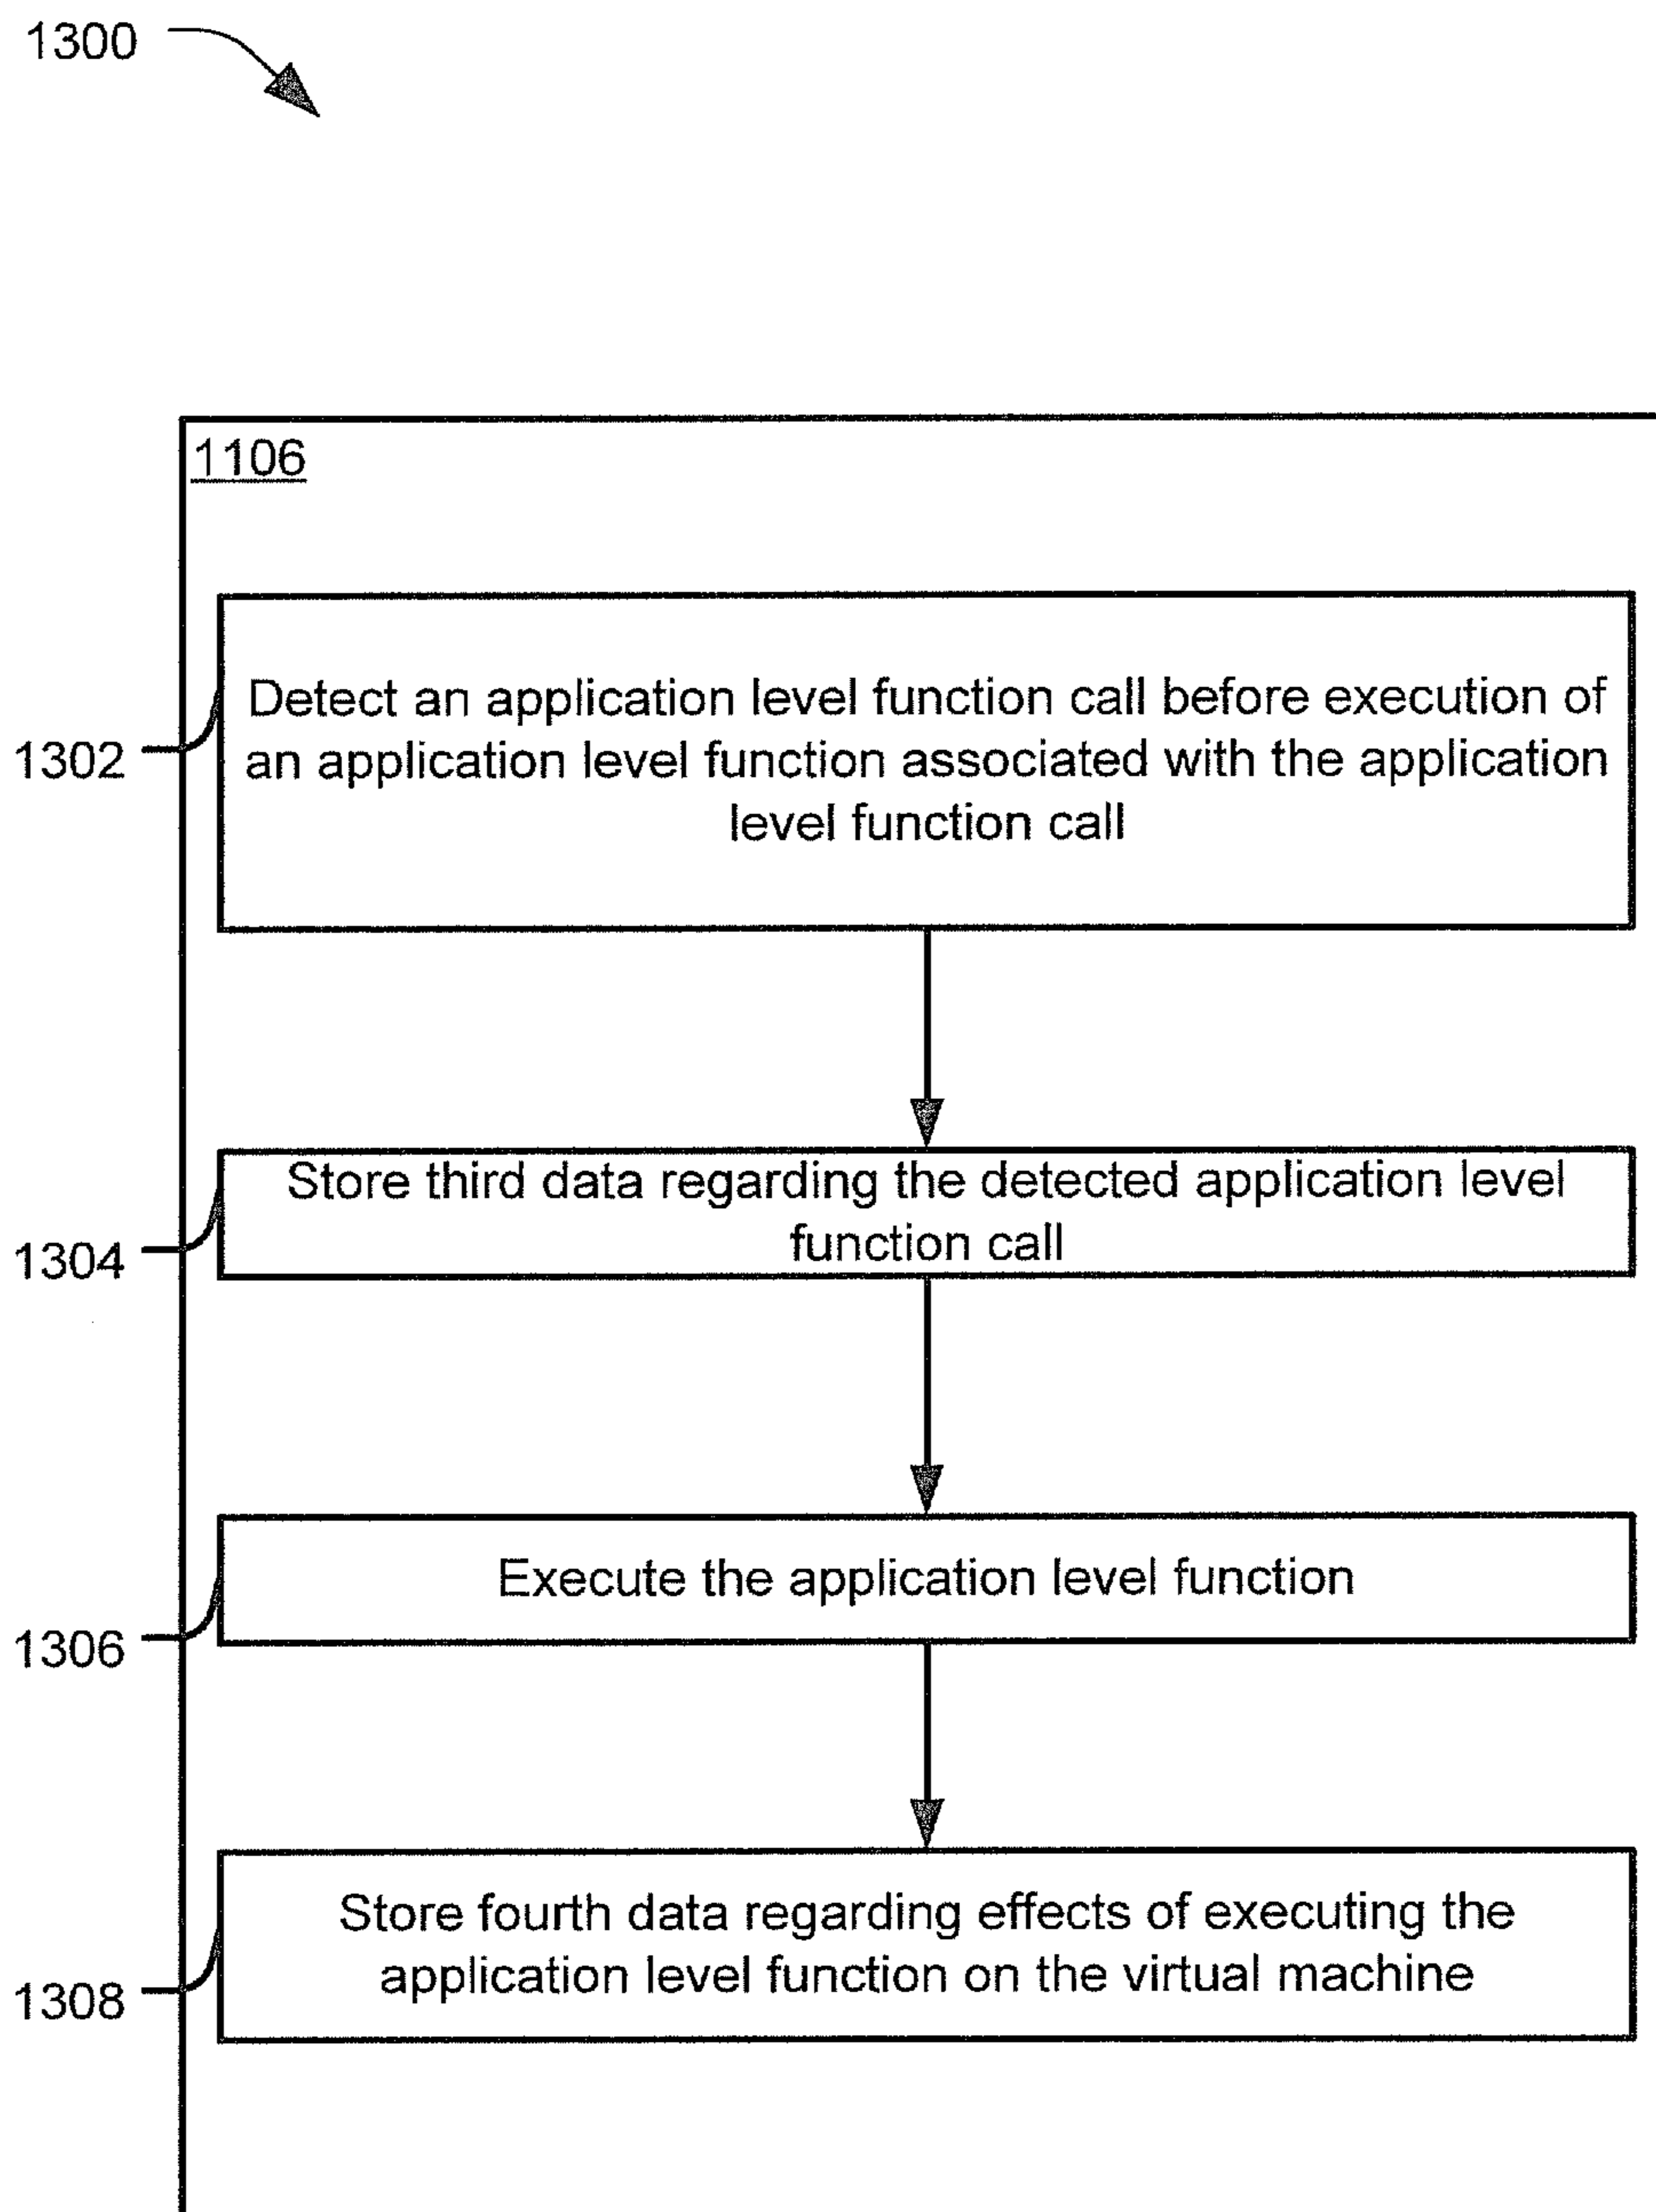 1300
1106
Detect an application level function call before execution of
an application level function associated with the application
level function call
1302
Store third data regarding the detected application level
function call
1304
Execute the application level function
1306
Store fourth data regarding effects of executing the
application level function on the virtual machine
1308